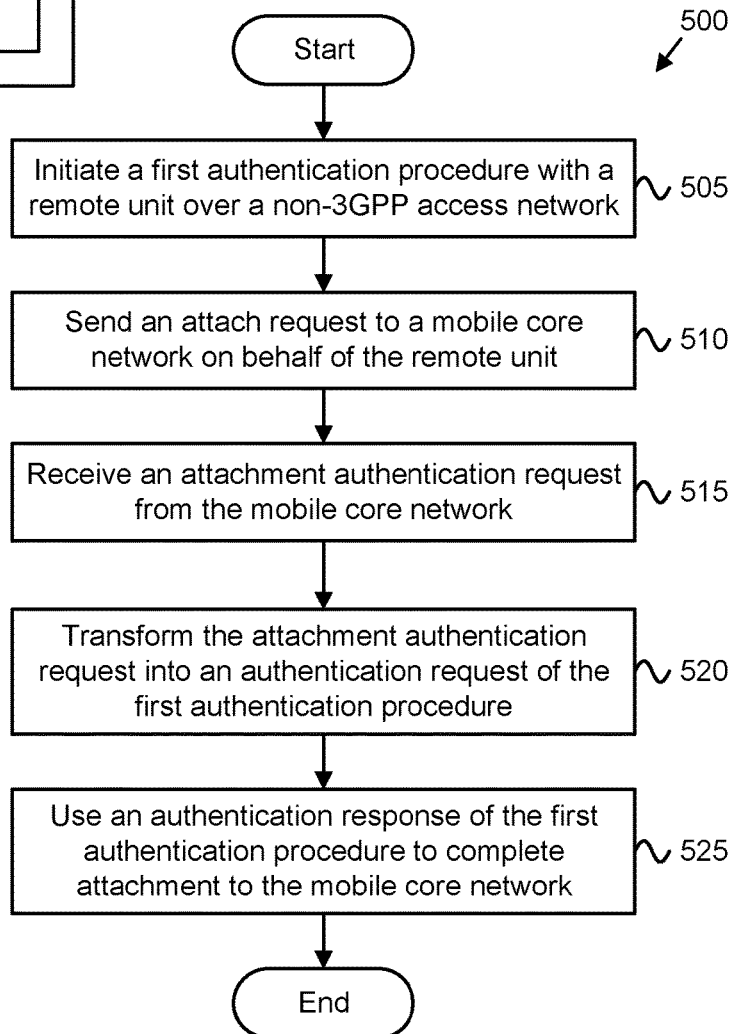 500
Start
Initiate a first authentication procedure with a
remote unit over a non-3GPP access network
505
Send an attach request to a mobile core
network on behalf of the remote unit
510
Receive an attachment authentication request
from the mobile core network
515
Transform the attachment authentication
request into an authentication request of the
first authentication procedure
520
Use an authentication response of the first
authentication procedure to complete
attachment to the mobile core network
525
End